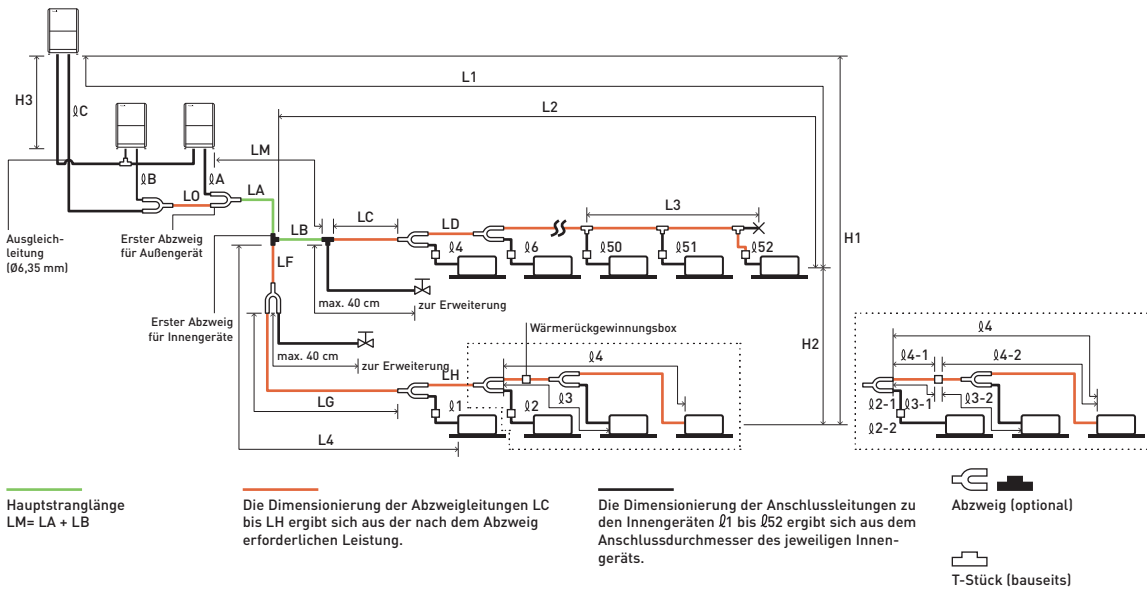 L1
H3
ℓC
L2
LM
ℓB
ℓA
LO
LA
LB
LC
LD
L3
H1
Ausgleich-
leitung
(Ø6,35 mm)
Erster Abzweig
für Außengerät
ℓ4
ℓ6
ℓ50
ℓ51
ℓ52
LF
max. 40 cm
zur Erweiterung
Erster Abzweig
für Innengeräte
max. 40 cm
zur Erweiterung
Wärmerückgewinnungsbox
H2
LH
ℓ4
LG
ℓ1
ℓ2
ℓ3
L4
ℓ4
ℓ4-1
ℓ4-2
ℓ2-1
ℓ3-1
ℓ3-2
ℓ2-2
Hauptstranglänge
LM= LA + LB
Die Dimensionierung der Abzweigleitungen LC
bis LH ergibt sich aus der nach dem Abzweig
erforderlichen Leistung.
Die Dimensionierung der Anschlussleitungen zu
den Innengeräten ℓ1 bis ℓ52 ergibt sich aus dem
Anschlussdurchmesser des jeweiligen Innen-
geräts.
Abzweig (optional)
T-Stück (bauseits)